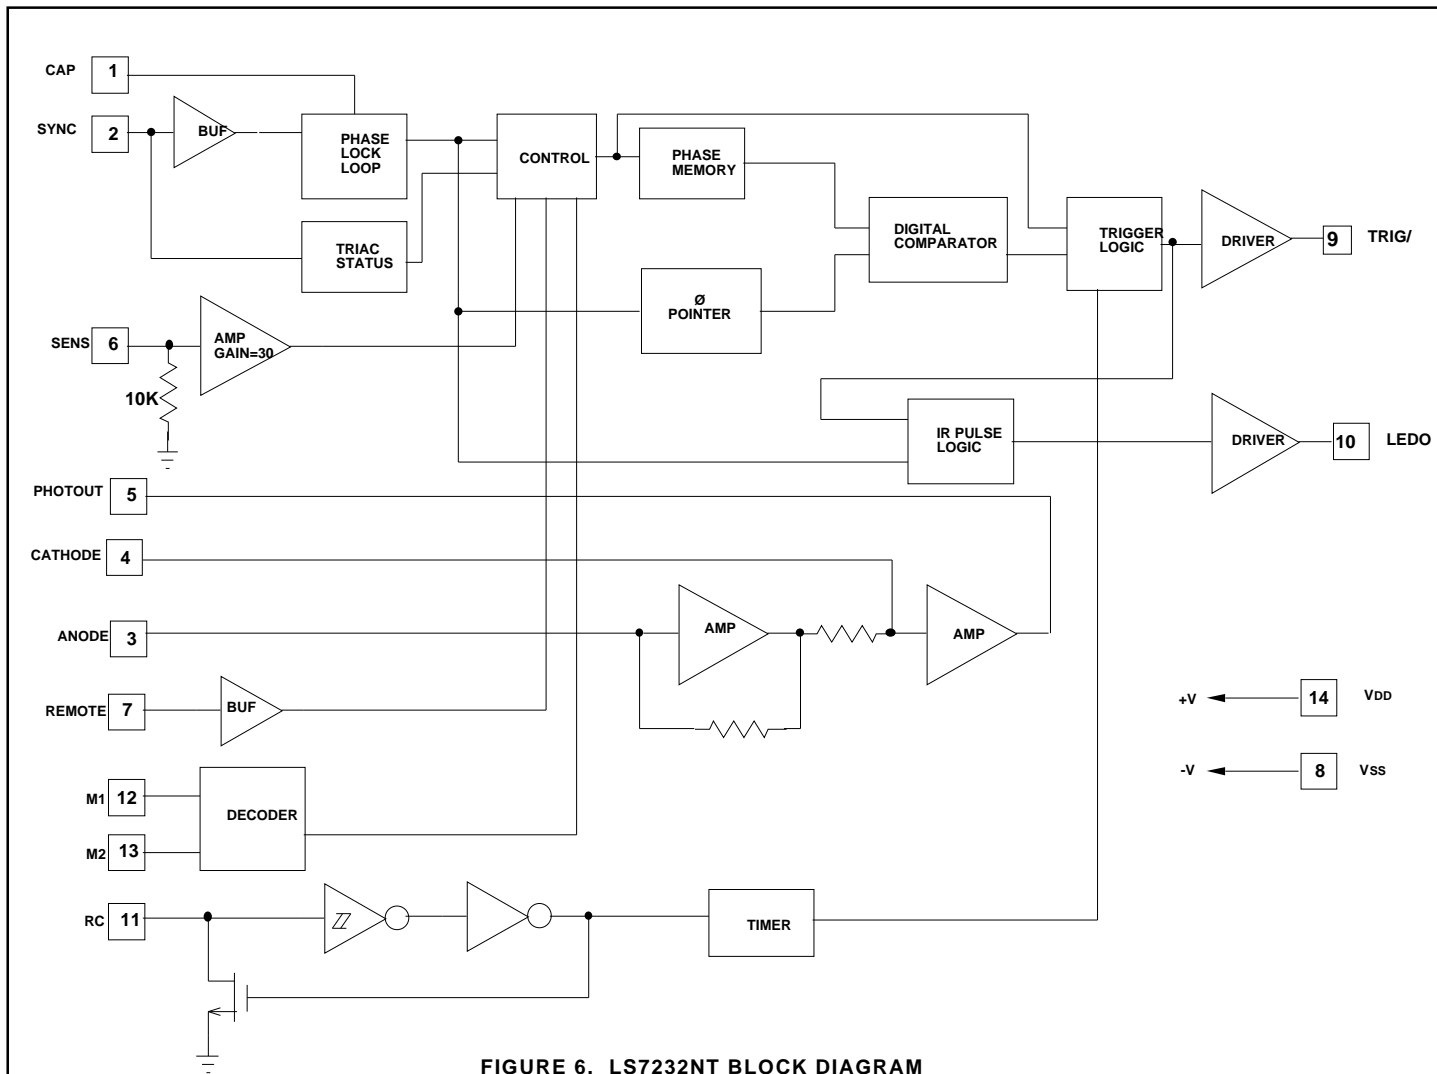 CAP 1
SYNC 2
BUF
PHASE
LOCK
LOOP
CONTROL
PHASE
MEMORY
TRIAC
STATUS
DIGITAL
COMPARATOR
TRIGGER
LOGIC
DRIVER
9 TRIG/
Ø
POINTER
SENS 6
AMP
GAIN=30
10K
IR PULSE
LOGIC
DRIVER
10 LEDO
PHOTOUT 5
CATHODE 4
ANODE 3
AMP
AMP
REMOTE 7
BUF
+V 14 VDD
-V 8 VSS
M1 12
M2 13
DECODER
RC 11
TIMER
FIGURE 6. LS7232NT BLOCK DIAGRAM